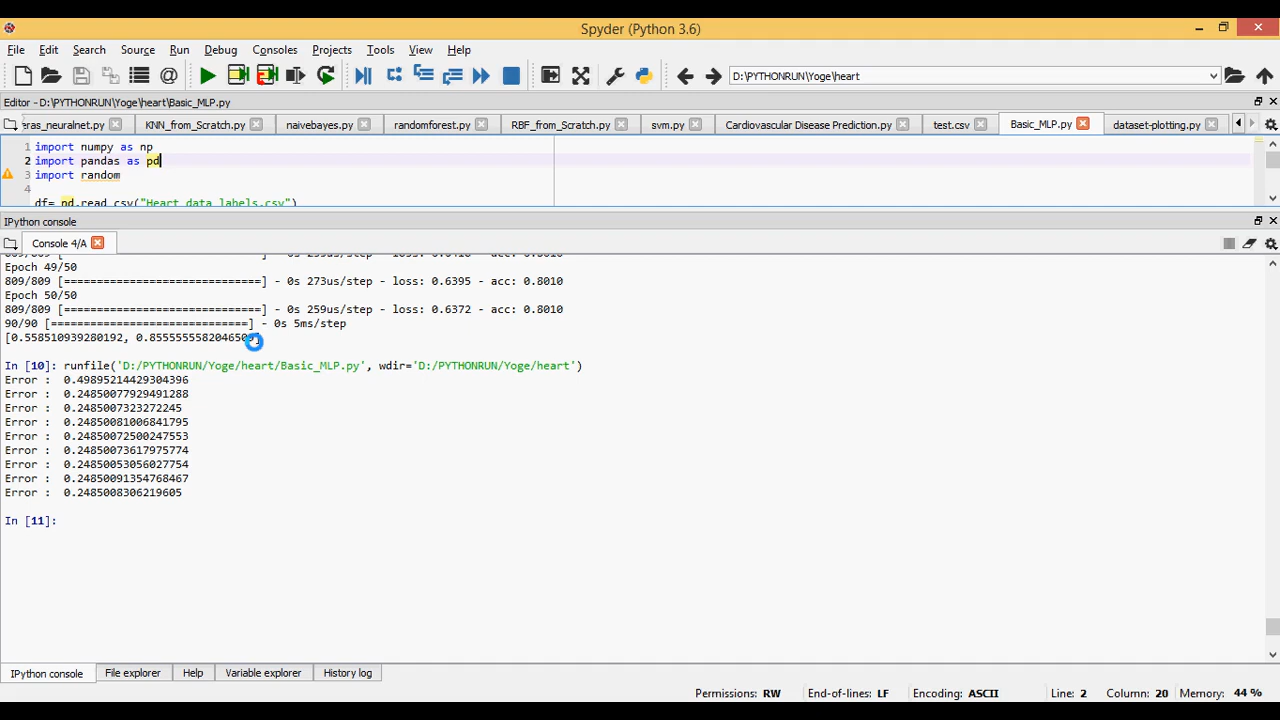 Spyder (Python 3.6)
File Edit Search Source Run Debug Consoles Projects Tools View Help
D:\PYTHONRUN\Yoge\heart
Editor - D:\PYTHONRUN\Yoge\heart\Basic_MLP.py
eras_neuralnet.py KNN_from_Scratch.py naivebayes.py randomforest.py RBF_from_Scratch.py svm.py Cardiovascular Disease Prediction.py test.csv Basic_MLP.py dataset-plotting.py
1 import numpy as np
2 import pandas as pd
3 import random
4
df= pd.read_csv("Heart_data_labels.csv")
IPython console
Console 4/A
Epoch 49/50
809/809 [==============================] - 0s 273us/step - loss: 0.6395 - acc: 0.8010
Epoch 50/50
809/809 [==============================] - 0s 259us/step - loss: 0.6372 - acc: 0.8010
90/90 [==============================] - 0s 5ms/step
[0.558510939280192,
In [10]: runfile('D:/PYTHONRUN/Yoge/heart/Basic_MLP.py', wdir='D:/PYTHONRUN/Yoge/heart')
Error : 0.49895214429304396
Error : 0.24850077929491288
Error : 0.2485007323272245
Error : 0.24850081006841795
Error : 0.24850072500247553
Error : 0.24850073617975774
Error : 0.24850053056027754
Error : 0.24850091354768467
Error : 0.2485008306219605
In [11]:
IPython console File explorer Help Variable explorer History log
Permissions: RW End-of-lines: LF Encoding: ASCII Line: 2 Column: 20 Memory: 44 %